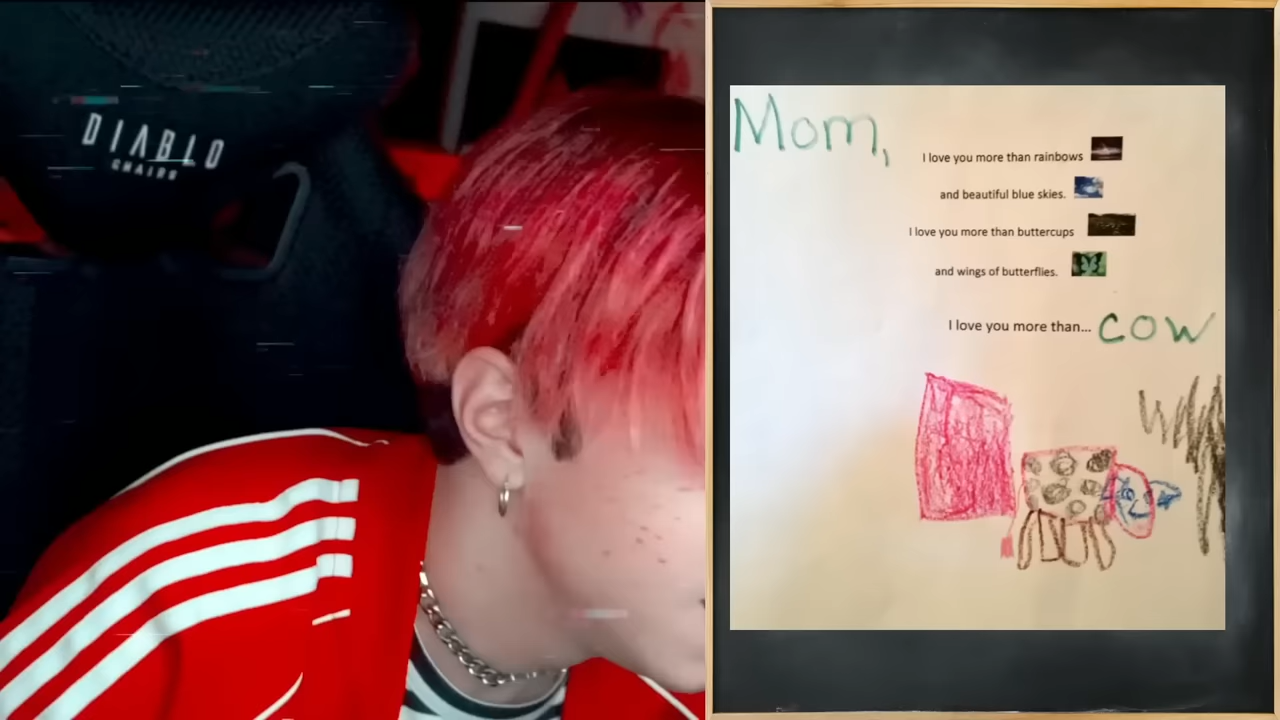 DIABLO
CHAIRS
Mom,
I love you more than rainbows
and beautiful blue skies.
I love you more than buttercups
and wings of butterflies.
I love you more than... cow